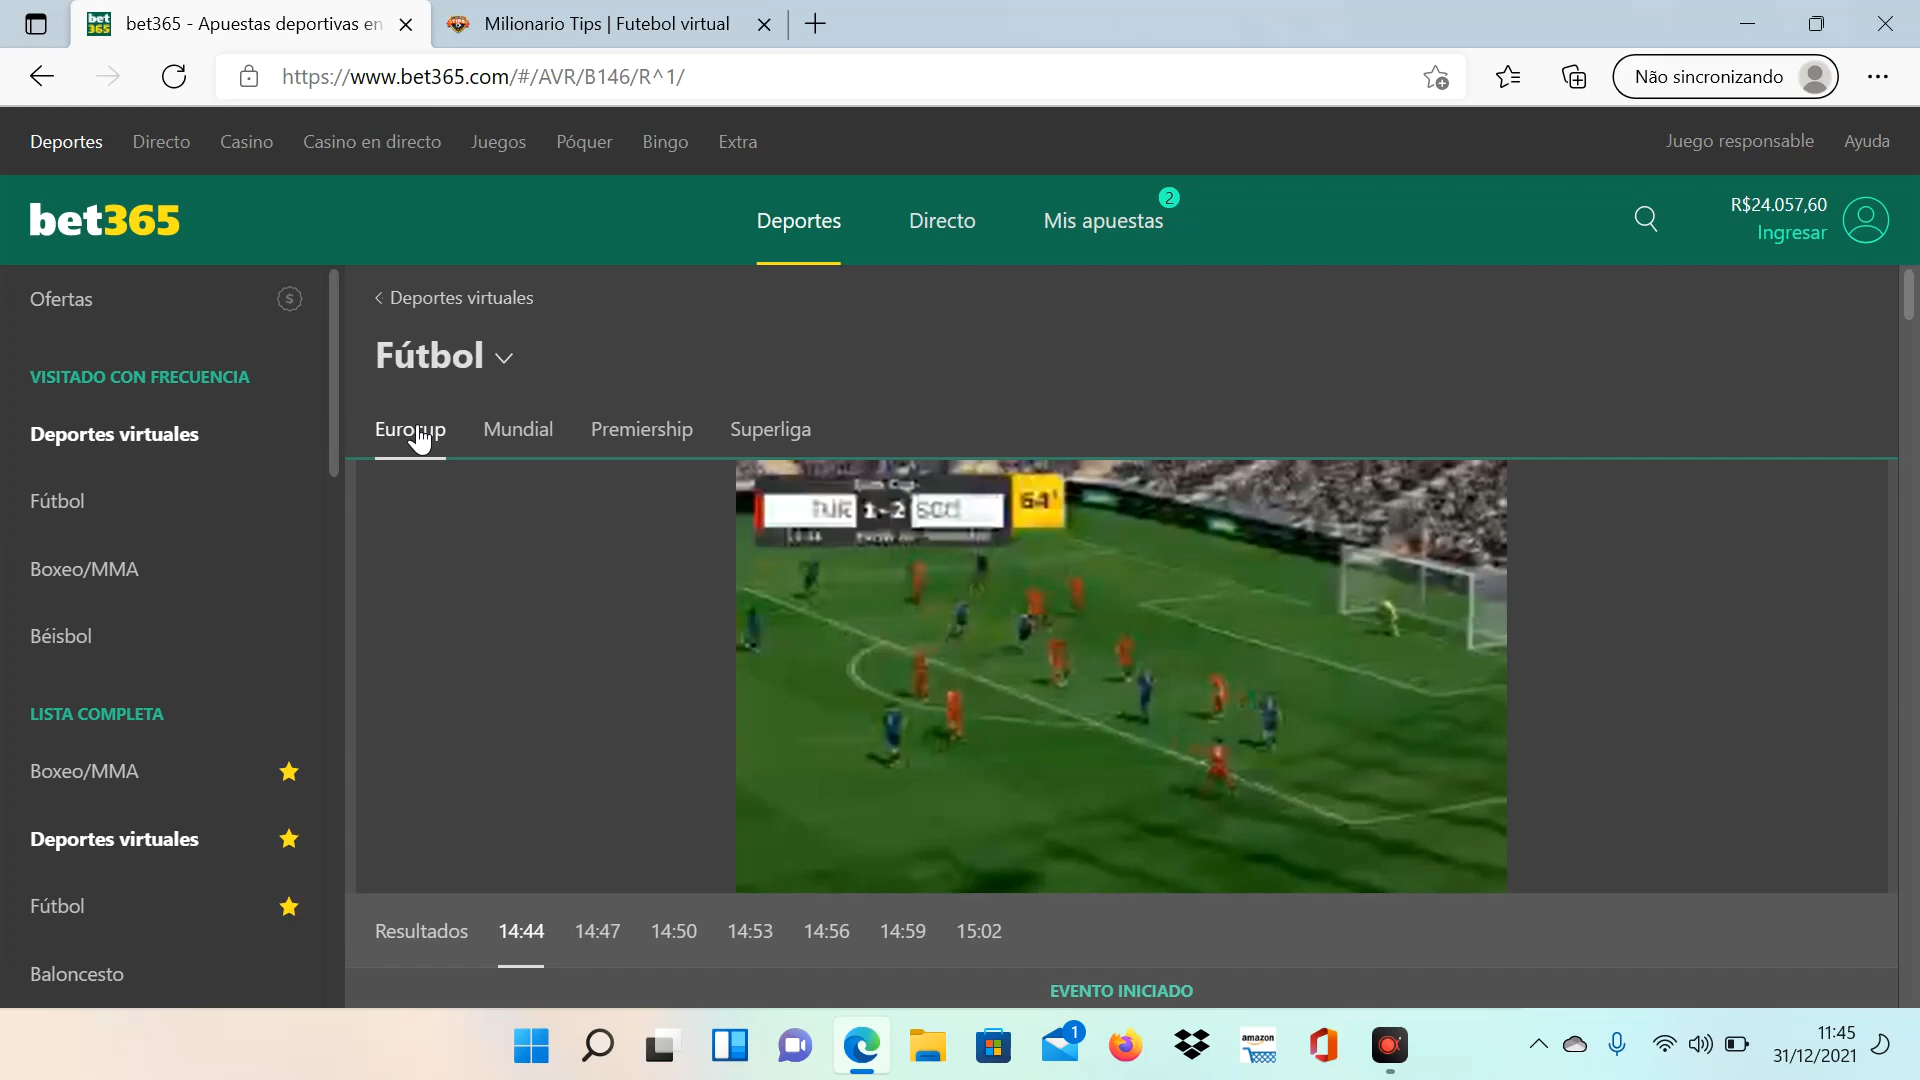 bet365 - Apuestas deportivas en
Milionario Tips | Futebol virtual
https://www.bet365.com/#/AVR/B146/R^1/
Não sincronizando
Deportes Directo Casino Casino en directo Juegos Póquer Bingo Extra
Juego responsable Ayuda
bet365
Deportes Directo Mis apuestas 2
R$24.057,60
Ingresar
Ofertas
VISITADO CON FRECUENCIA
Deportes virtuales
Fútbol
Boxeo/MMA
Béisbol
LISTA COMPLETA
Boxeo/MMA
Deportes virtuales
Fútbol
Baloncesto
< Deportes virtuales
Fútbol
Mundial Premiership Superliga
TUR 1-2 SCO 64'
Resultados 14:44 14:47 14:50 14:53 14:56 14:59 15:02
EVENTO INICIADO
1
amazon
11:45
31/12/2021